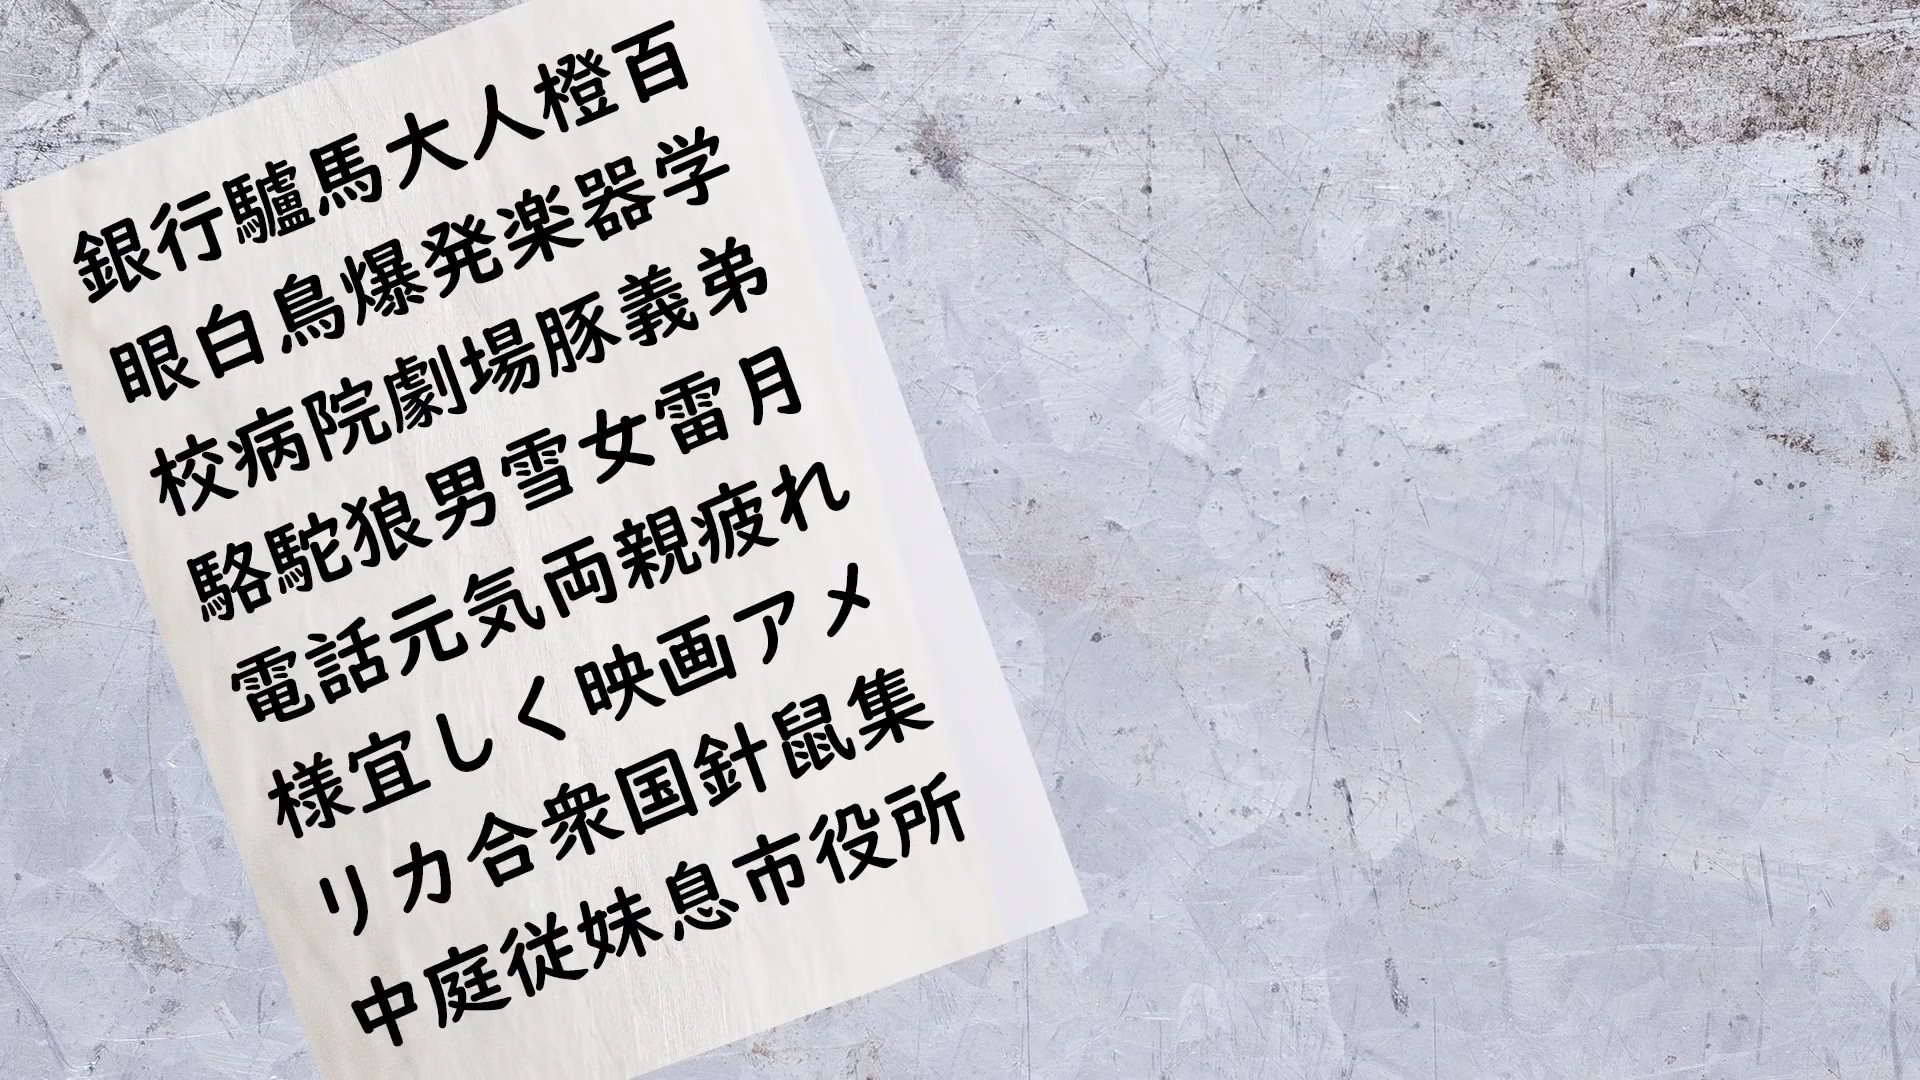 銀行驢馬大人橙百
眼白鳥爆発楽器学
校病院劇場豚義弟
駱駝狼男雪女雷月
電話元気両親疲れ
様宜しく映画アメ
リカ合衆国針鼠集
中庭従妹息市役所